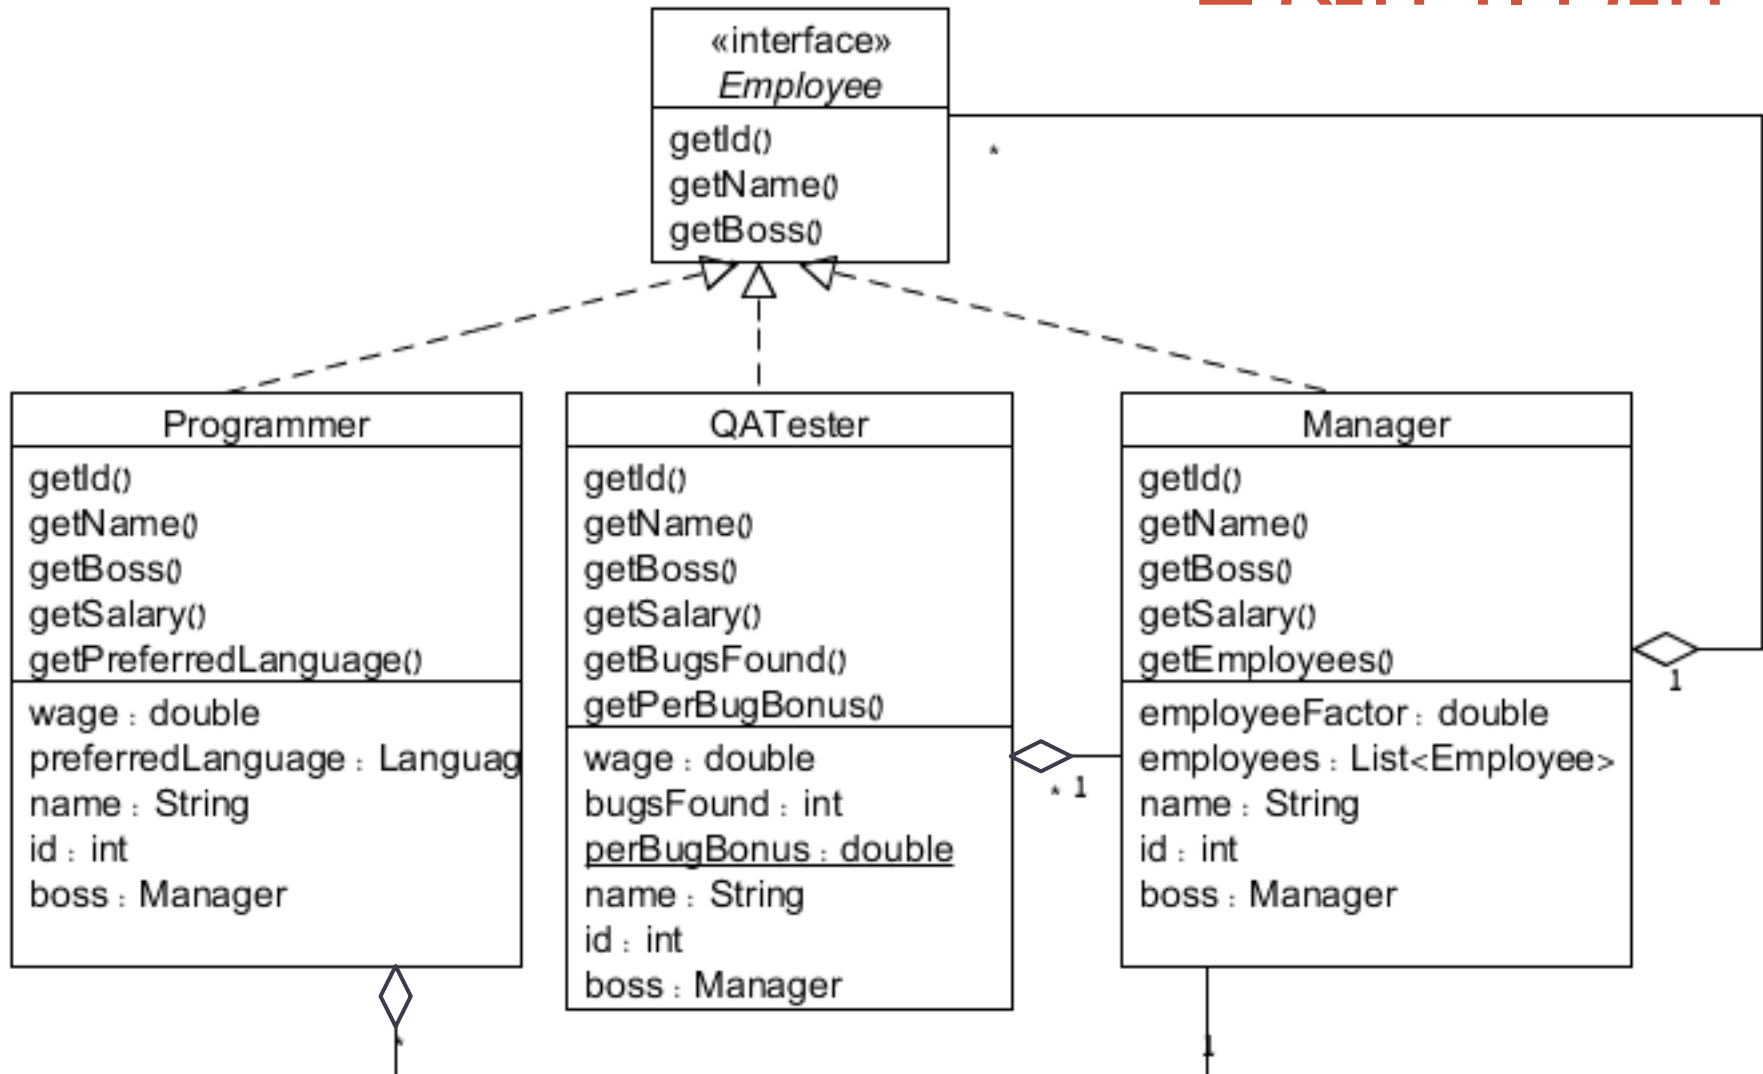 «interface»
Employee
getId()
getName()
getBoss()
*
Programmer
getId()
getName()
getBoss()
getSalary()
getPreferredLanguage()
wage : double
preferredLanguage : Languag
name : String
id : int
boss : Manager
*
QATester
getId()
getName()
getBoss()
getSalary()
getBugsFound()
getPerBugBonus()
wage : double
bugsFound : int
perBugBonus : double
name : String
id : int
boss : Manager
* 1
Manager
getId()
getName()
getBoss()
getSalary()
getEmployees()
employeeFactor : double
employees : List<Employee>
name : String
id : int
boss : Manager
1
1